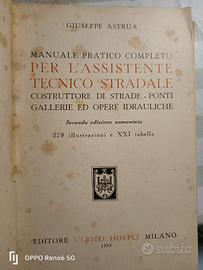 GIUSEPPE ASTRUA
MANUALE PRATICO COMPLETO
PER L'ASSISTENTE
TECNICO STRADALE
COSTRUTTORE DI STRADE - PONTI
GALLERIE ED OPERE IDRAULICHE
Seconda edizione aumentata
278 illustrazioni e XXI tabelle
EDITORE ULRICO HOEPLI MILANO
OPPO Reno6 5G
subito